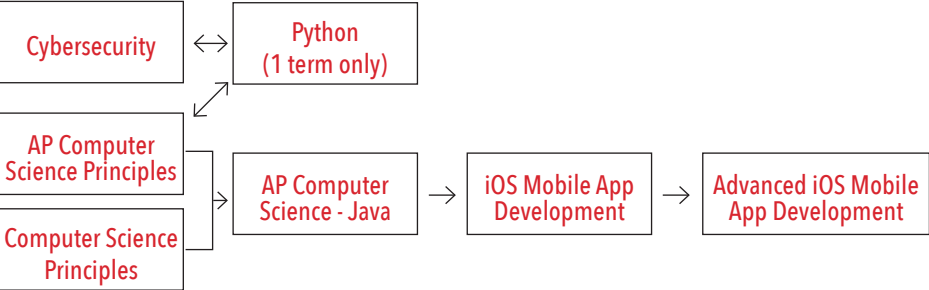 Cybersecurity
Python
(1 term only)
AP Computer
Science Principles
Computer Science
Principles
AP Computer
Science - Java
iOS Mobile App
Development
Advanced iOS Mobile
App Development